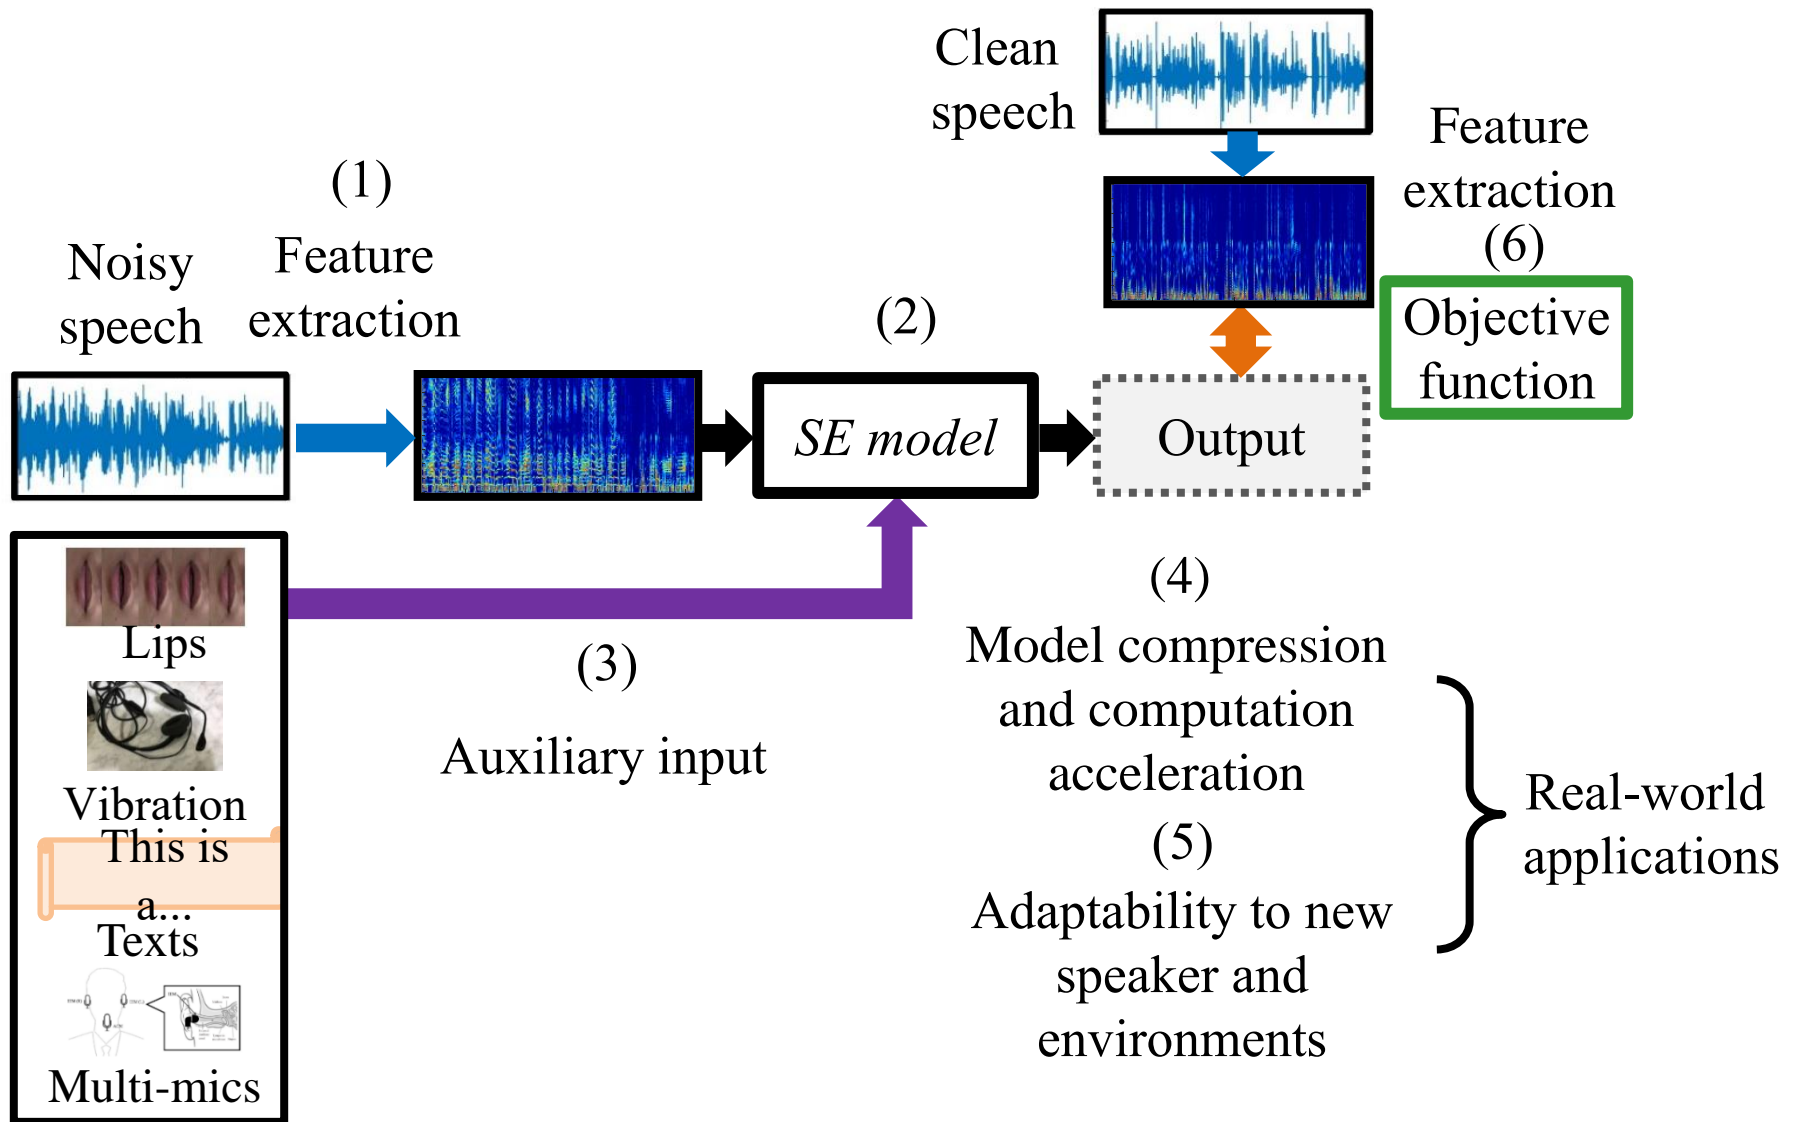 Clean
speech
Feature
extraction
(1)
Noisy
speech
Feature
extraction
(2)
(6)
Objective
function
SE model
Output
Lips
Vibration
This is
a...
Texts
Multi-mics
(3)
Auxiliary input
(4)
Model compression
and computation
acceleration
(5)
Adaptability to new
speaker and
environments
Real-world
applications